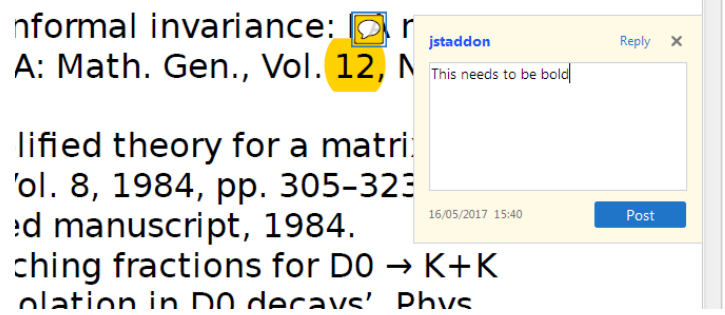 nformal invariance:
A: Math. Gen., Vol. 12, N
lified theory for a matri
Vol. 8, 1984, pp. 305–323
ed manuscript, 1984.
ching fractions for D0 → K+K
olation in D0 decays’, Phys.
jstaddon Reply ✕
This needs to be bold
16/05/2017 15:40 Post